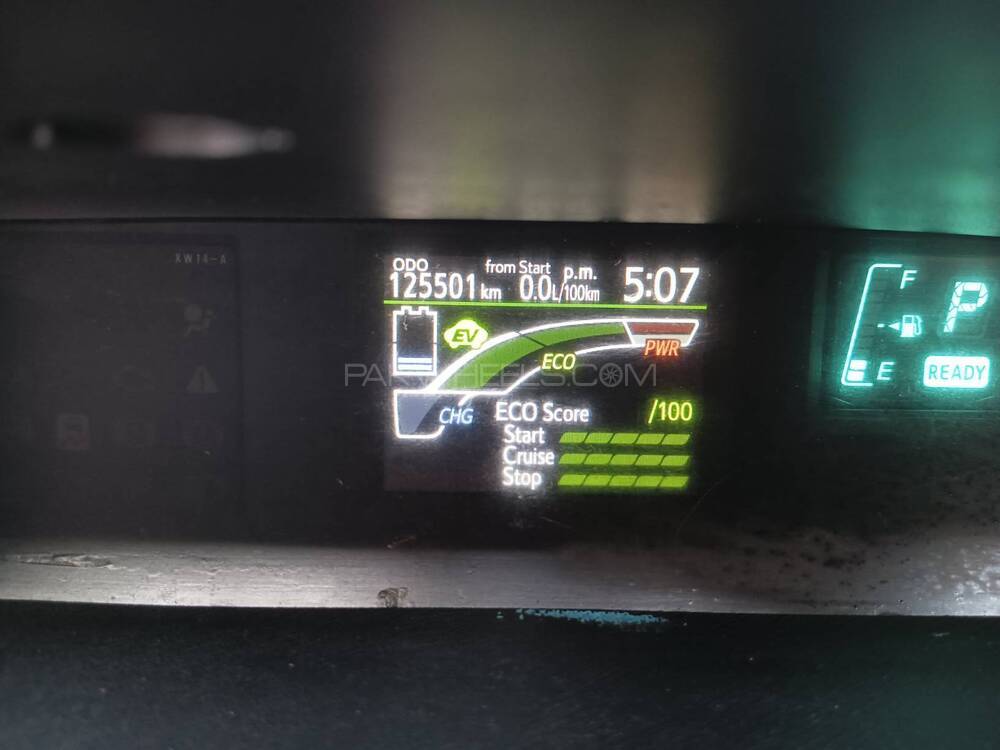 KW14-A
ODO
from Start p.m. 5:07
125501 km 0.0L/100km
F
P
EV
ECO
PWR
PAKWHEELS.COM
E
READY
CHG
ECO Score /100
Start
Cruise
Stop